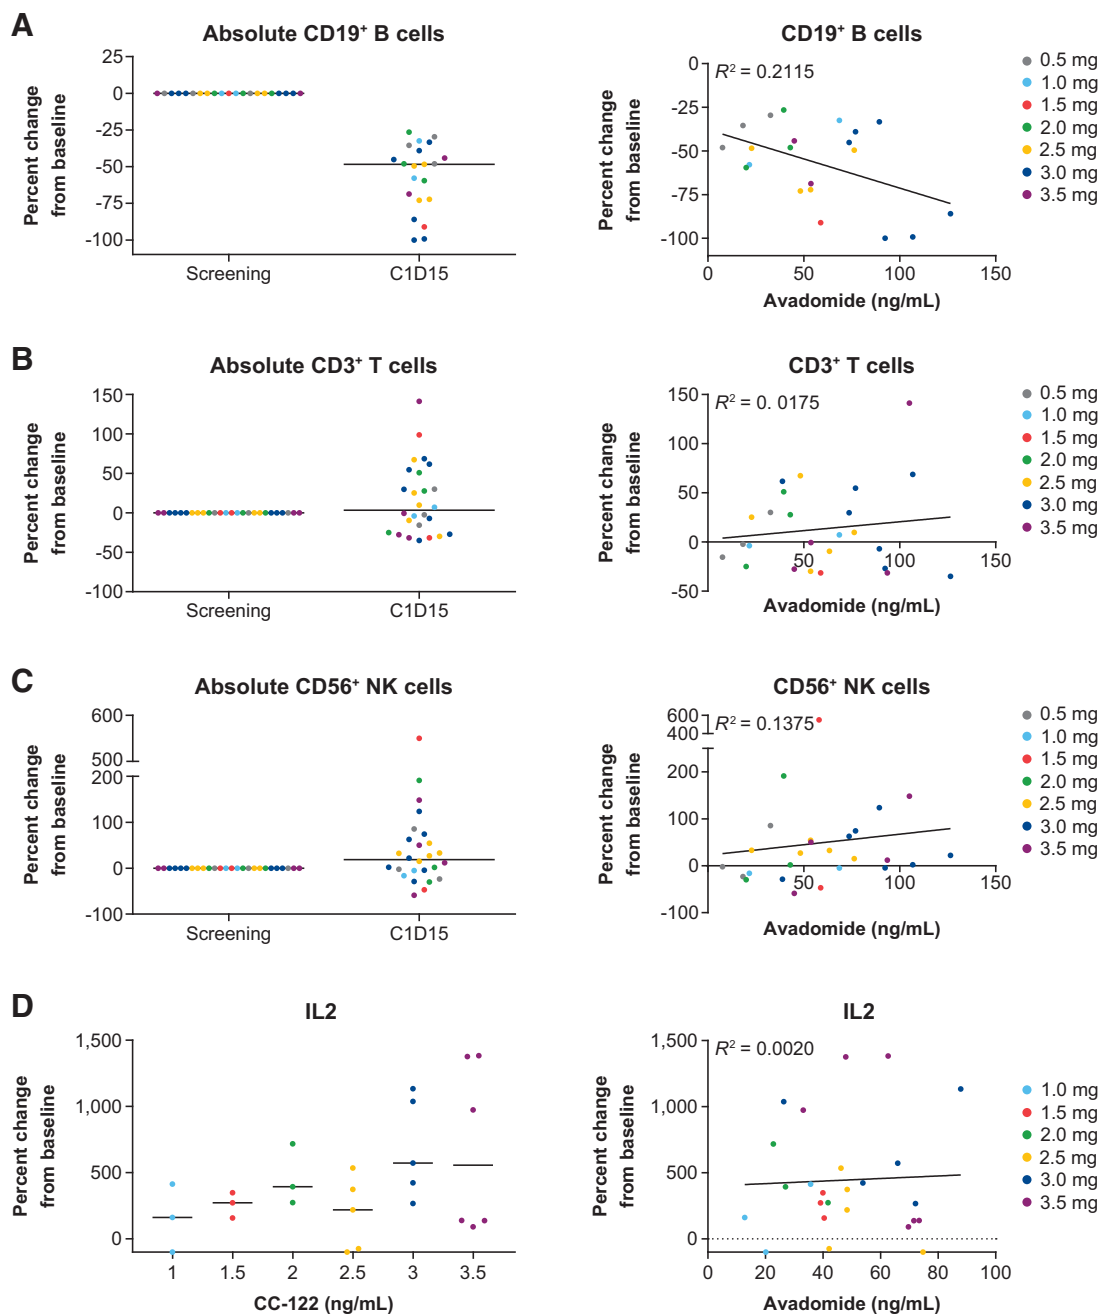 A
Absolute CD19+ B cells
Percent change
from baseline
25
0
-25
-50
-75
-100
Screening
C1D15
CD19+ B cells
Percent change
from baseline
R2 = 0.2115
0
-25
-50
-75
-100
0
50
100
150
Avadomide (ng/mL)
0.5 mg
1.0 mg
1.5 mg
2.0 mg
2.5 mg
3.0 mg
3.5 mg
B
Absolute CD3+ T cells
Percent change
from baseline
150
100
50
0
-50
-100
Screening
C1D15
CD3+ T cells
Percent change
from baseline
R2 = 0. 0175
150
100
50
0
-50
50
100
150
Avadomide (ng/mL)
0.5 mg
1.0 mg
1.5 mg
2.0 mg
2.5 mg
3.0 mg
3.5 mg
C
Absolute CD56+ NK cells
Percent change
from baseline
600
500
200
100
0
-100
Screening
C1D15
CD56+ NK cells
Percent change
from baseline
R2 = 0.1375
600
400
200
100
0
-100
50
100
150
Avadomide (ng/mL)
0.5 mg
1.0 mg
1.5 mg
2.0 mg
2.5 mg
3.0 mg
3.5 mg
D
IL2
Percent change
from baseline
1,500
1,000
500
0
1
1.5
2
2.5
3
3.5
CC-122 (ng/mL)
IL2
Percent change
from baseline
R2 = 0.0020
1,500
1,000
500
0
0
20
40
60
80
100
Avadomide (ng/mL)
1.0 mg
1.5 mg
2.0 mg
2.5 mg
3.0 mg
3.5 mg